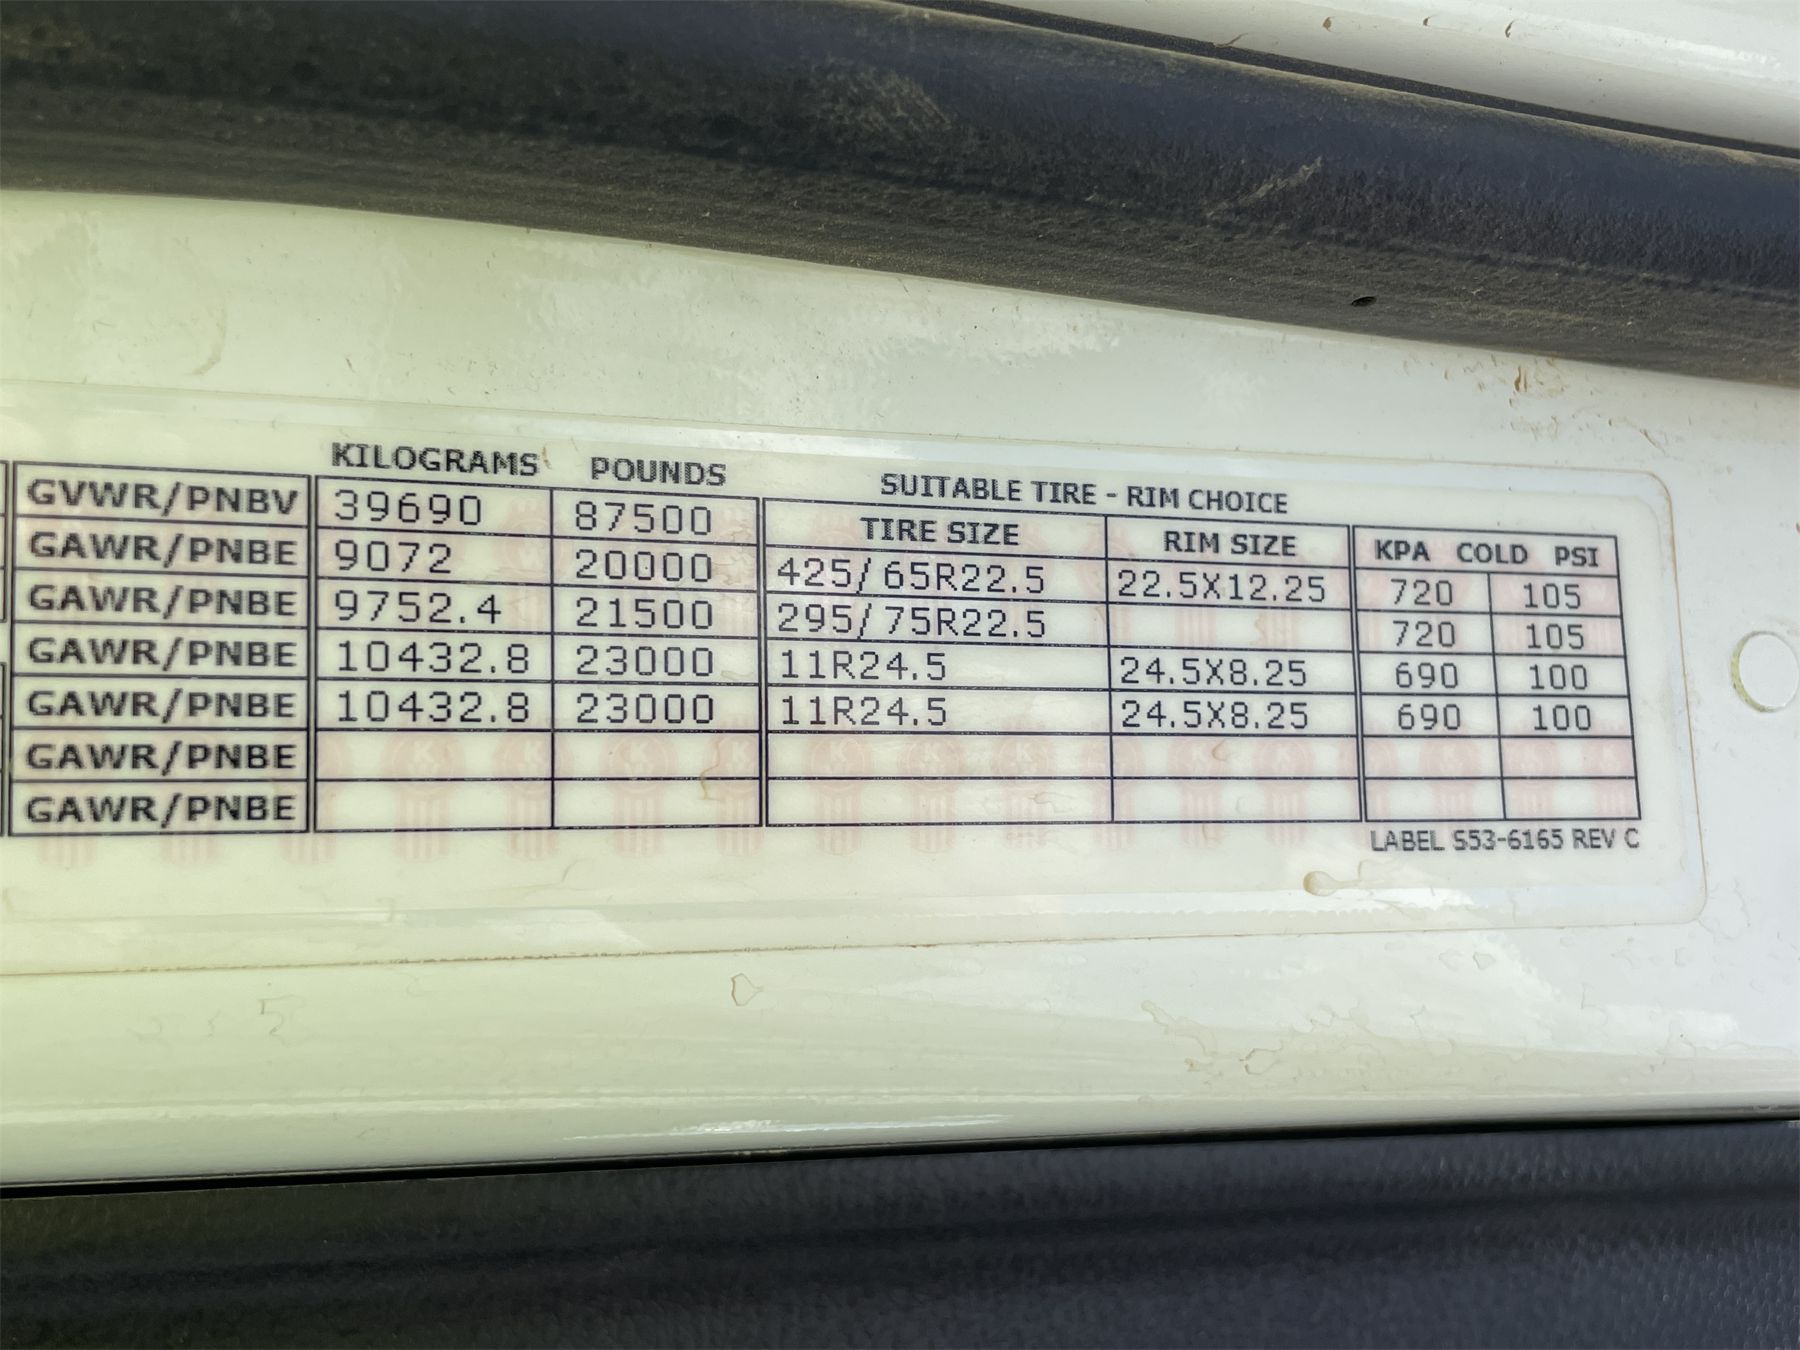 KILOGRAMS POUNDS SUITABLE TIRE - RIM CHOICE
GVWR/PNBV 39690 87500 TIRE SIZE RIM SIZE KPA COLD PSI
GAWR/PNBE 9072 20000 425/65R22.5 22.5X12.25 720 105
GAWR/PNBE 9752.4 21500 295/75R22.5 720 105
GAWR/PNBE 10432.8 23000 11R24.5 24.5X8.25 690 100
GAWR/PNBE 10432.8 23000 11R24.5 24.5X8.25 690 100
GAWR/PNBE
GAWR/PNBE
LABEL S53-6165 REV C